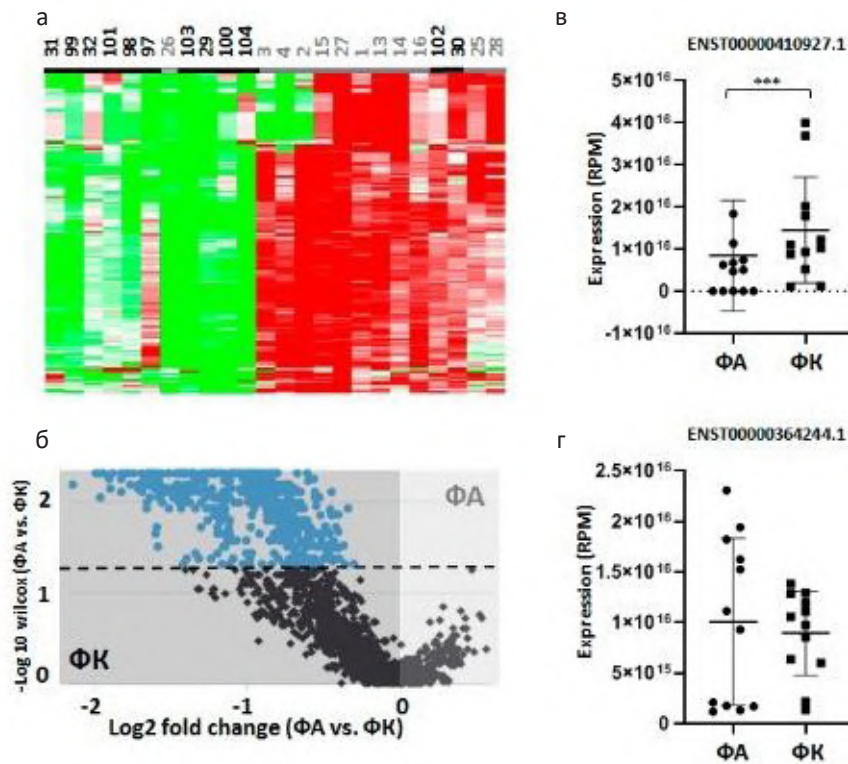 а
31 99 32 101 98 97 26 103 29 100 104 3 4 2 15 27 1 13 14 16 102 30 25 28
в
ENST00000410927.1
***
Expression (RPM)
5×10¹⁶
4×10¹⁶
3×10¹⁶
2×10¹⁶
1×10¹⁶
0
-1×10¹⁶
ФА ФК
б
-Log 10 wilcox (ФА vs. ФК)
2
1
0
ФА
ФК
-2 -1 0
Log2 fold change (ФА vs. ФК)
г
ENST00000364244.1
Expression (RPM)
2.5×10¹⁶
2×10¹⁶
1.5×10¹⁶
1×10¹⁶
5×10¹⁵
0
ФА ФК